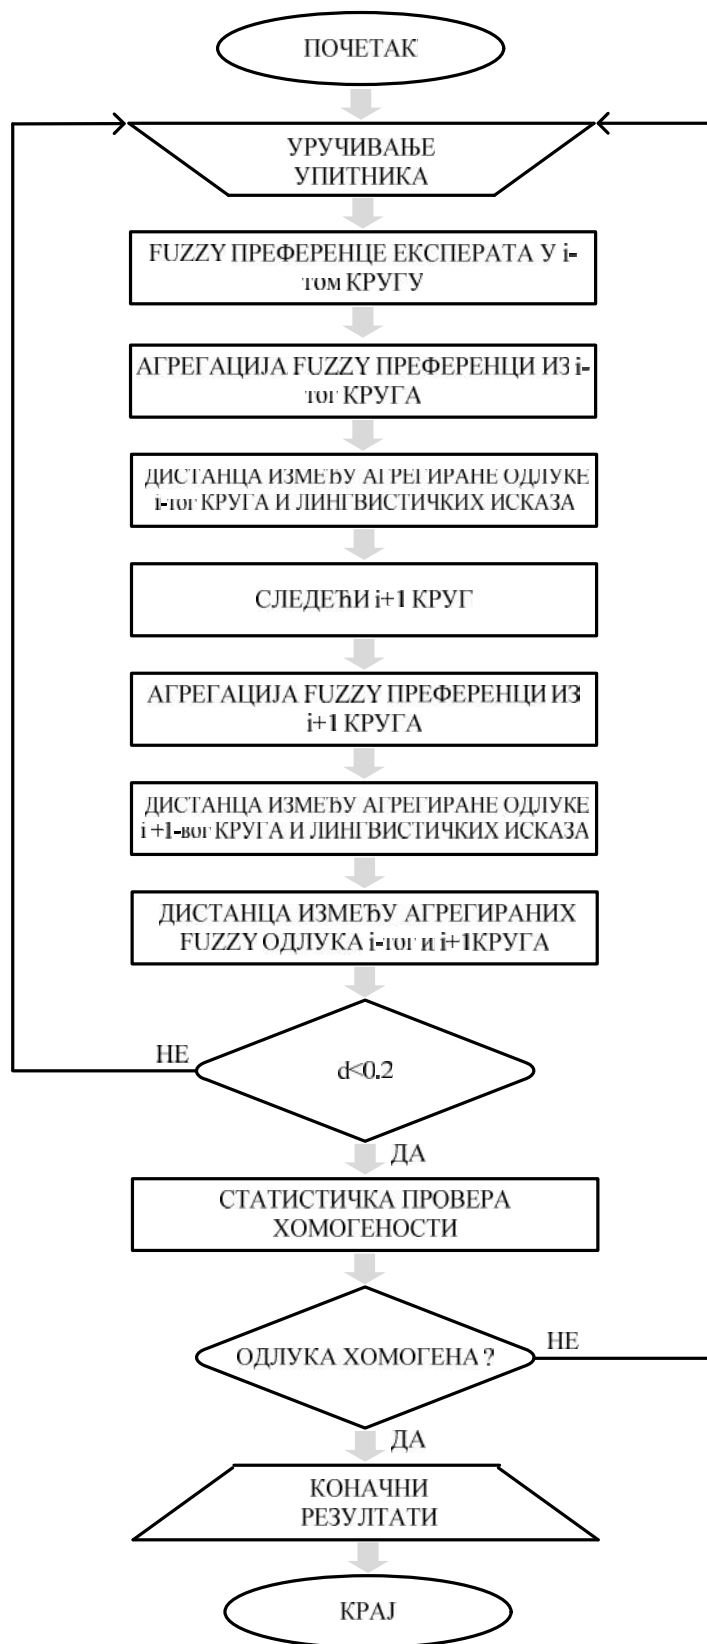 ПОЧЕТАК
УРУЧИВАЊЕ
УПИТНИКА
FUZZY ПРЕФЕРЕНЦЕ ЕКСПЕРАТА У i-
том КРУГУ
АГРЕГАЦИЈА FUZZY ПРЕФЕРЕНЦИ ИЗ i-
тог КРУГА
ДИСТАНЦА ИЗМЕЂУ АГРЕГИРАНЕ ОДЛУКЕ
i-тог КРУГА И ЛИНГВИСТИЧКИХ ИСКАЗА
СЛЕДЕЋИ i+1 КРУГ
АГРЕГАЦИЈА FUZZY ПРЕФЕРЕНЦИ ИЗ
i+1 КРУГА
ДИСТАНЦА ИЗМЕЂУ АГРЕГИРАНЕ ОДЛУКЕ
i +1-вог КРУГА И ЛИНГВИСТИЧКИХ ИСКАЗА
ДИСТАНЦА ИЗМЕЂУ АГРЕГИРАНИХ
FUZZY ОДЛУКА i-тог и i+1КРУГА
НЕ
d<0.2
ДА
СТАТИСТИЧКА ПРОВЕРА
ХОМОГЕНОСТИ
ОДЛУКА ХОМОГЕНА?
НЕ
ДА
КОНАЧНИ
РЕЗУЛТАТИ
КРАЈ